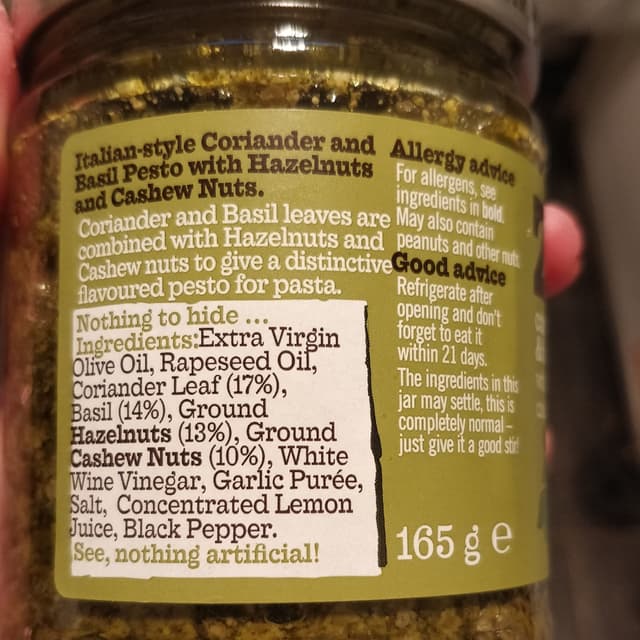 Italian-style Coriander and
Basil Pesto with Hazelnuts
and Cashew Nuts.
Coriander and Basil leaves are
combined with Hazelnuts and
Cashew nuts to give a distinctive
flavoured pesto for pasta.
Nothing to hide ...
Ingredients:Extra Virgin
Olive Oil, Rapeseed Oil,
Coriander Leaf (17%),
Basil (14%), Ground
Hazelnuts (13%), Ground
Cashew Nuts (10%), White
Wine Vinegar, Garlic Purée,
Salt, Concentrated Lemon
Juice, Black Pepper.
See, nothing artificial!
Allergy advice
For allergens, see
ingredients in bold.
May also contain
peanuts and other nuts.
Good advice
Refrigerate after
opening and don't
forget to eat it
within 21 days.
The ingredients in this
jar may settle, this is
completely normal –
just give it a good stir!
165 g e